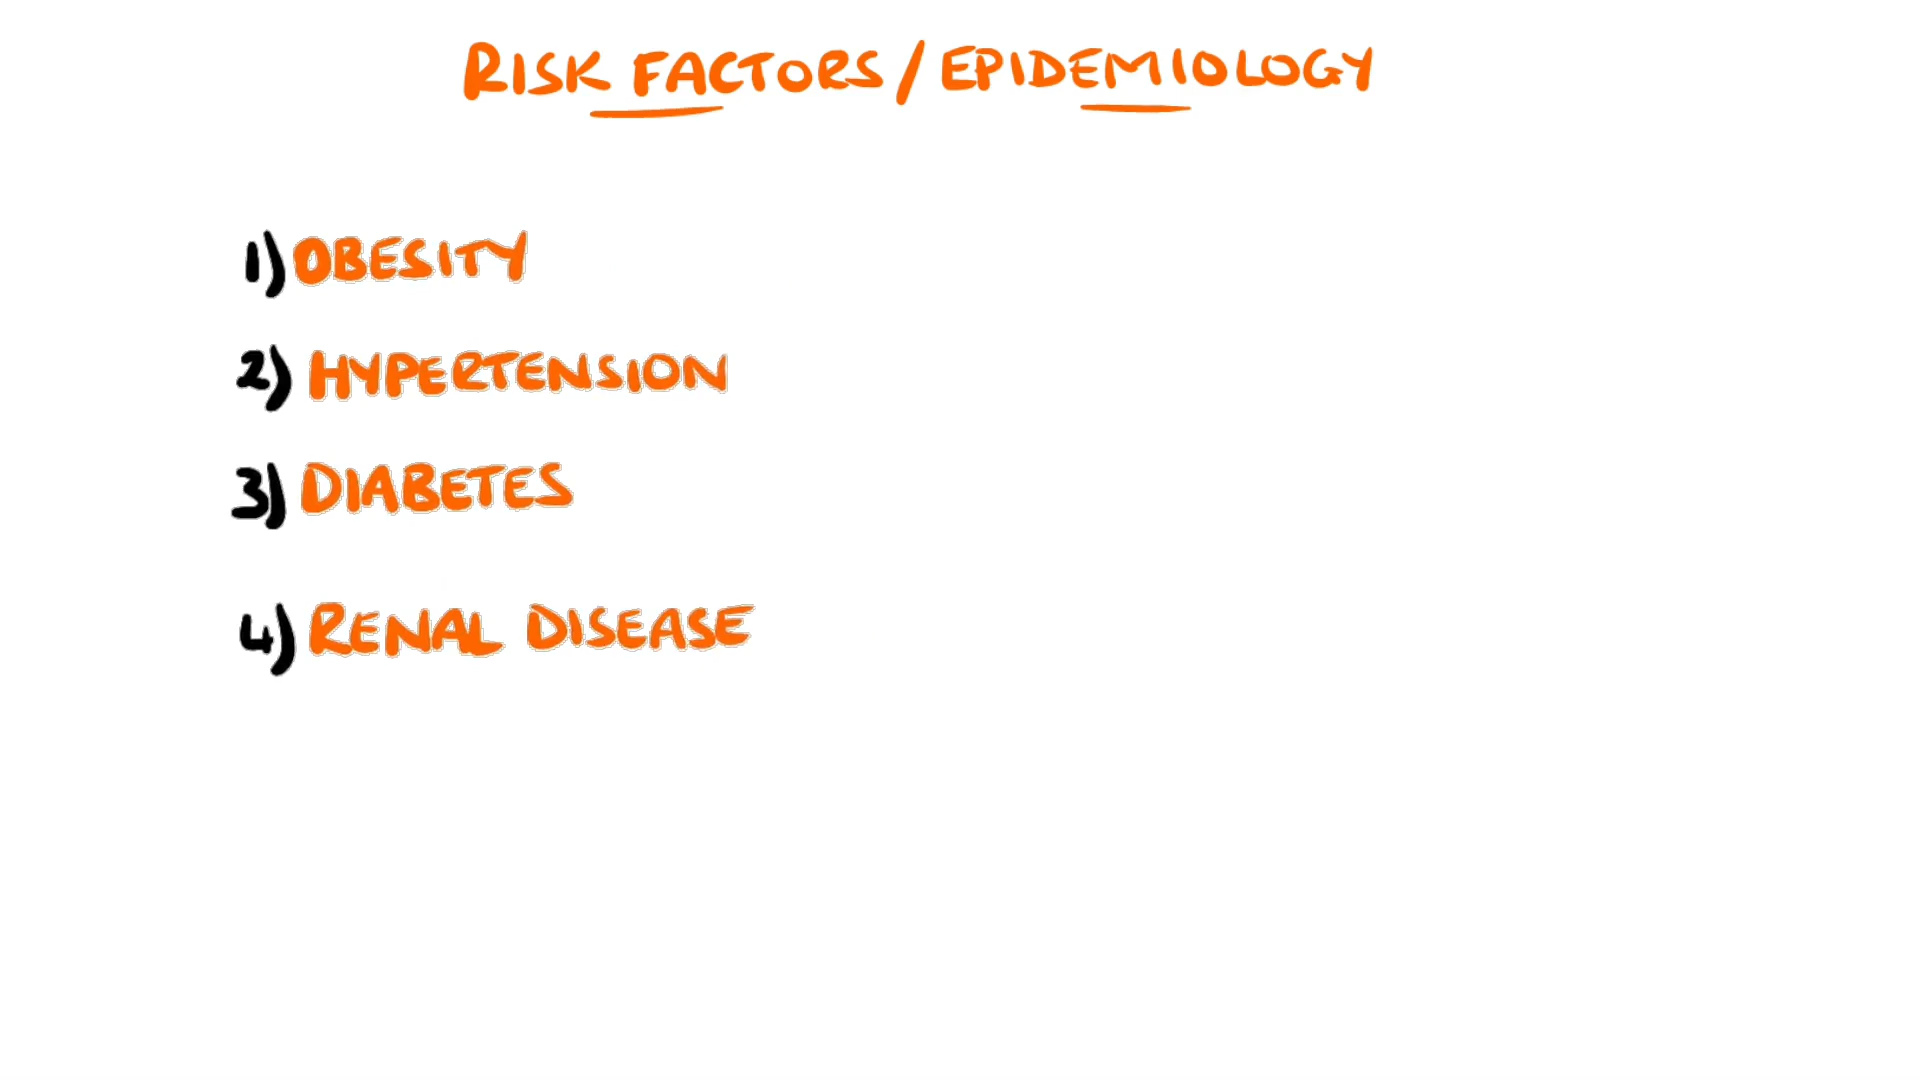 RISK FACTORS / EPIDEMIOLOGY
1) OBESITY
2) HYPERTENSION
3) DIABETES
4) RENAL DISEASE